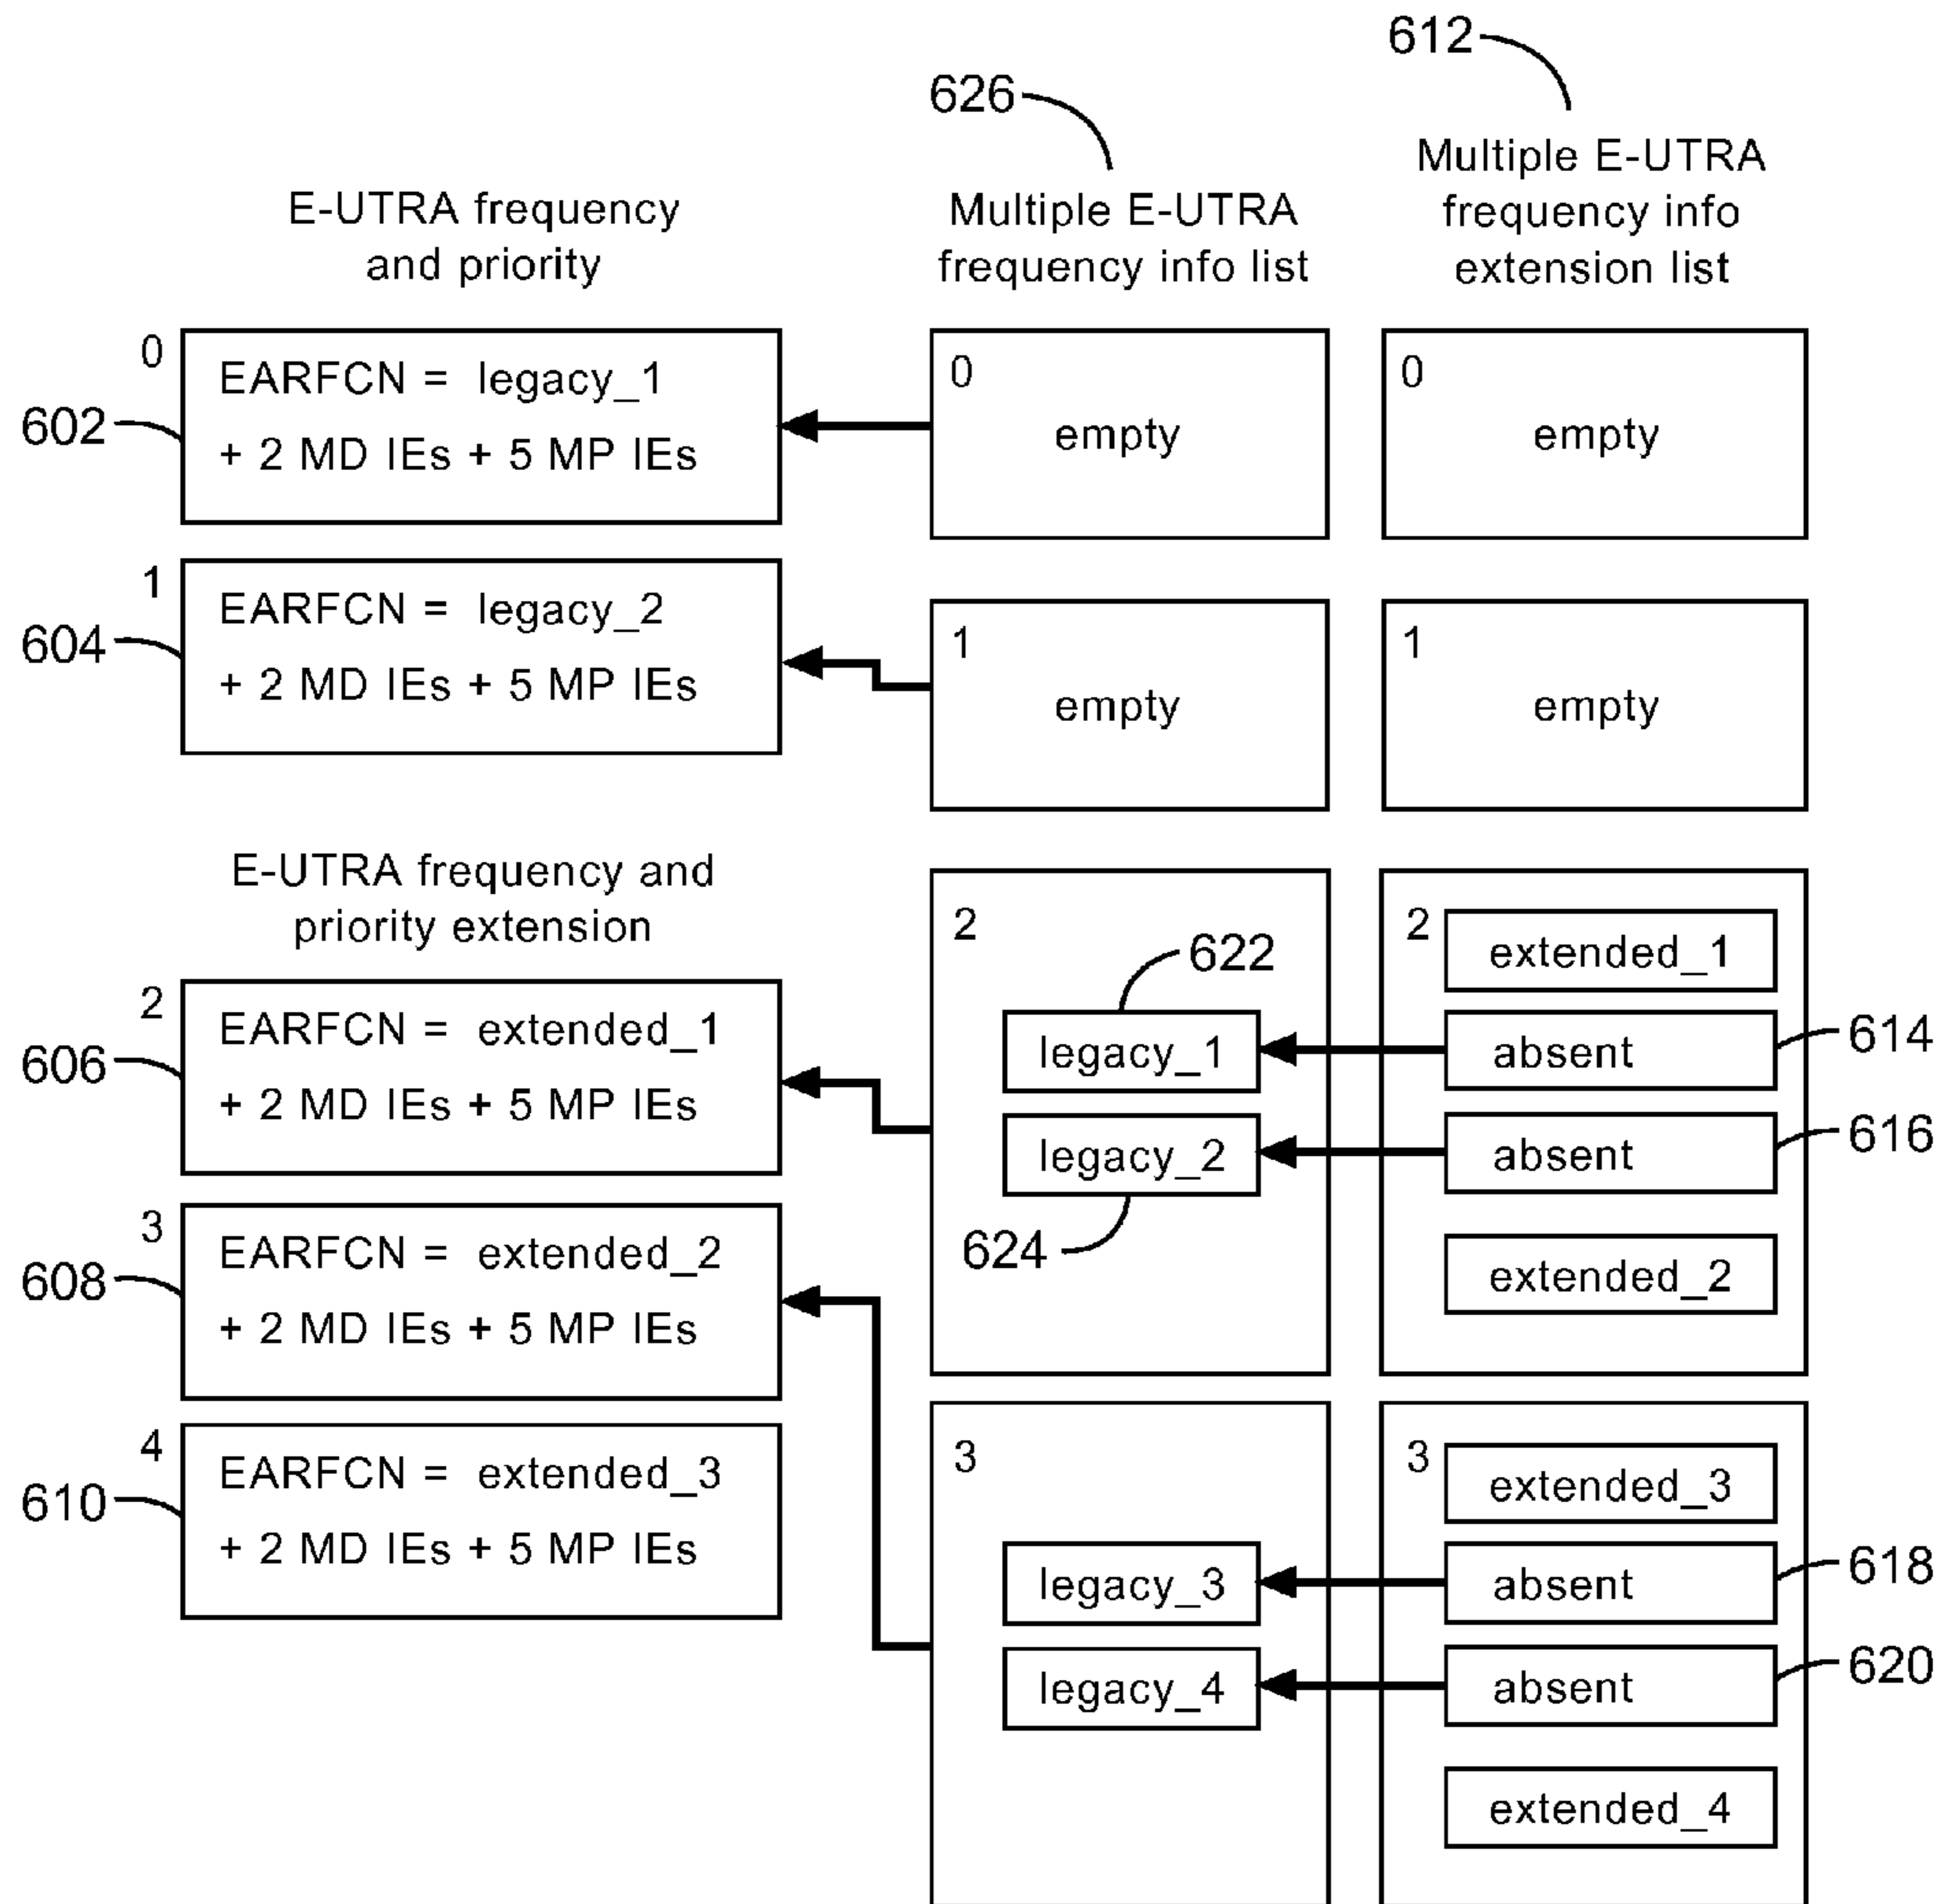 612
626
Multiple E-UTRA
frequency info
extension list
Multiple E-UTRA
frequency info list
E-UTRA frequency
and priority
0
EARFCN = legacy_1
+ 2 MD IEs + 5 MP IEs
602
0
empty
0
empty
1
EARFCN = legacy_2
+ 2 MD IEs + 5 MP IEs
604
1
empty
1
empty
E-UTRA frequency and
priority extension
2
EARFCN = extended_1
+ 2 MD IEs + 5 MP IEs
606
3
EARFCN = extended_2
+ 2 MD IEs + 5 MP IEs
608
4
EARFCN = extended_3
+ 2 MD IEs + 5 MP IEs
610
2
622
legacy_1
legacy_2
624
2
extended_1
absent
614
absent
616
extended_2
3
legacy_3
legacy_4
3
extended_3
absent
618
absent
620
extended_4